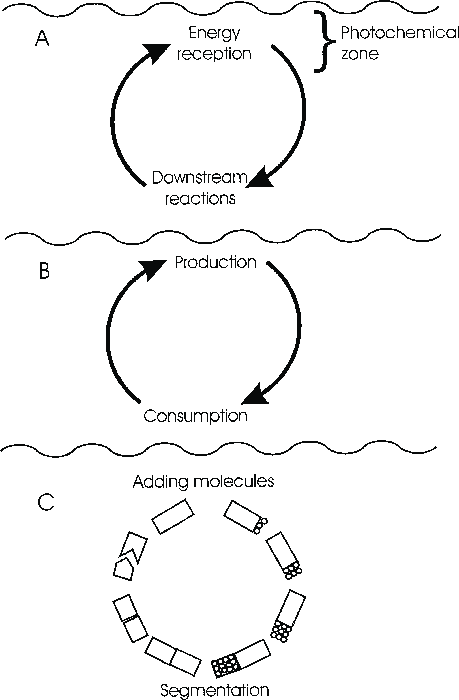 A
Energy
reception
Photochemical
zone
Downstream
reactions
B
Production
Consumption
Adding molecules
C
Segmentation